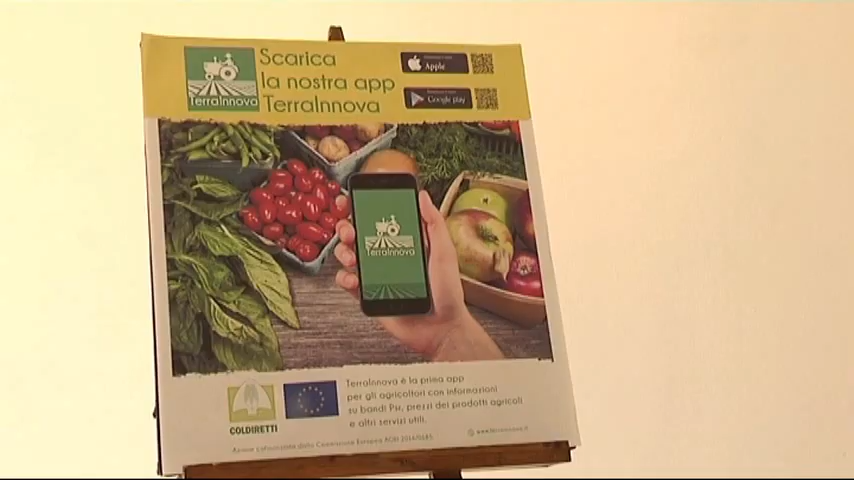 Scarica
la nostra app
TerraInnova
TerraInnova
Apple
Google play
TerraInnova
TerraInnova è la prima app
per gli agricoltori con informazioni
su bandi Psr, prezzi dei prodotti agricoli
e altri servizi utili.
COLDIRETTI